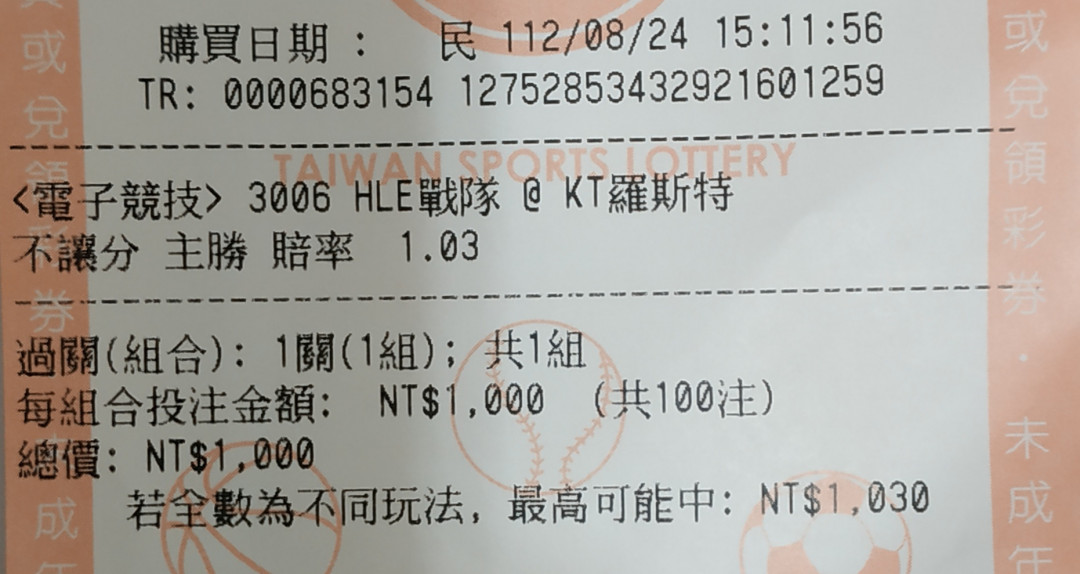 購買日期： 民 112/08/24 15:11:56
TR: 0000683154 127528534329216012​59
TAIWAN SPORTS LOTTERY
<電子競技> 3006 HLE戰隊 @ KT羅斯特
不讓分 主勝 賠率 1.03
過關(組合): 1關(1組); 共1組
每組合投注金額: NT$1,000 (共100注)
總價: NT$1,000
若全數為不同玩法, 最高可能中: NT$1,030
或兌領彩券
成年
或兌領彩券．未成年